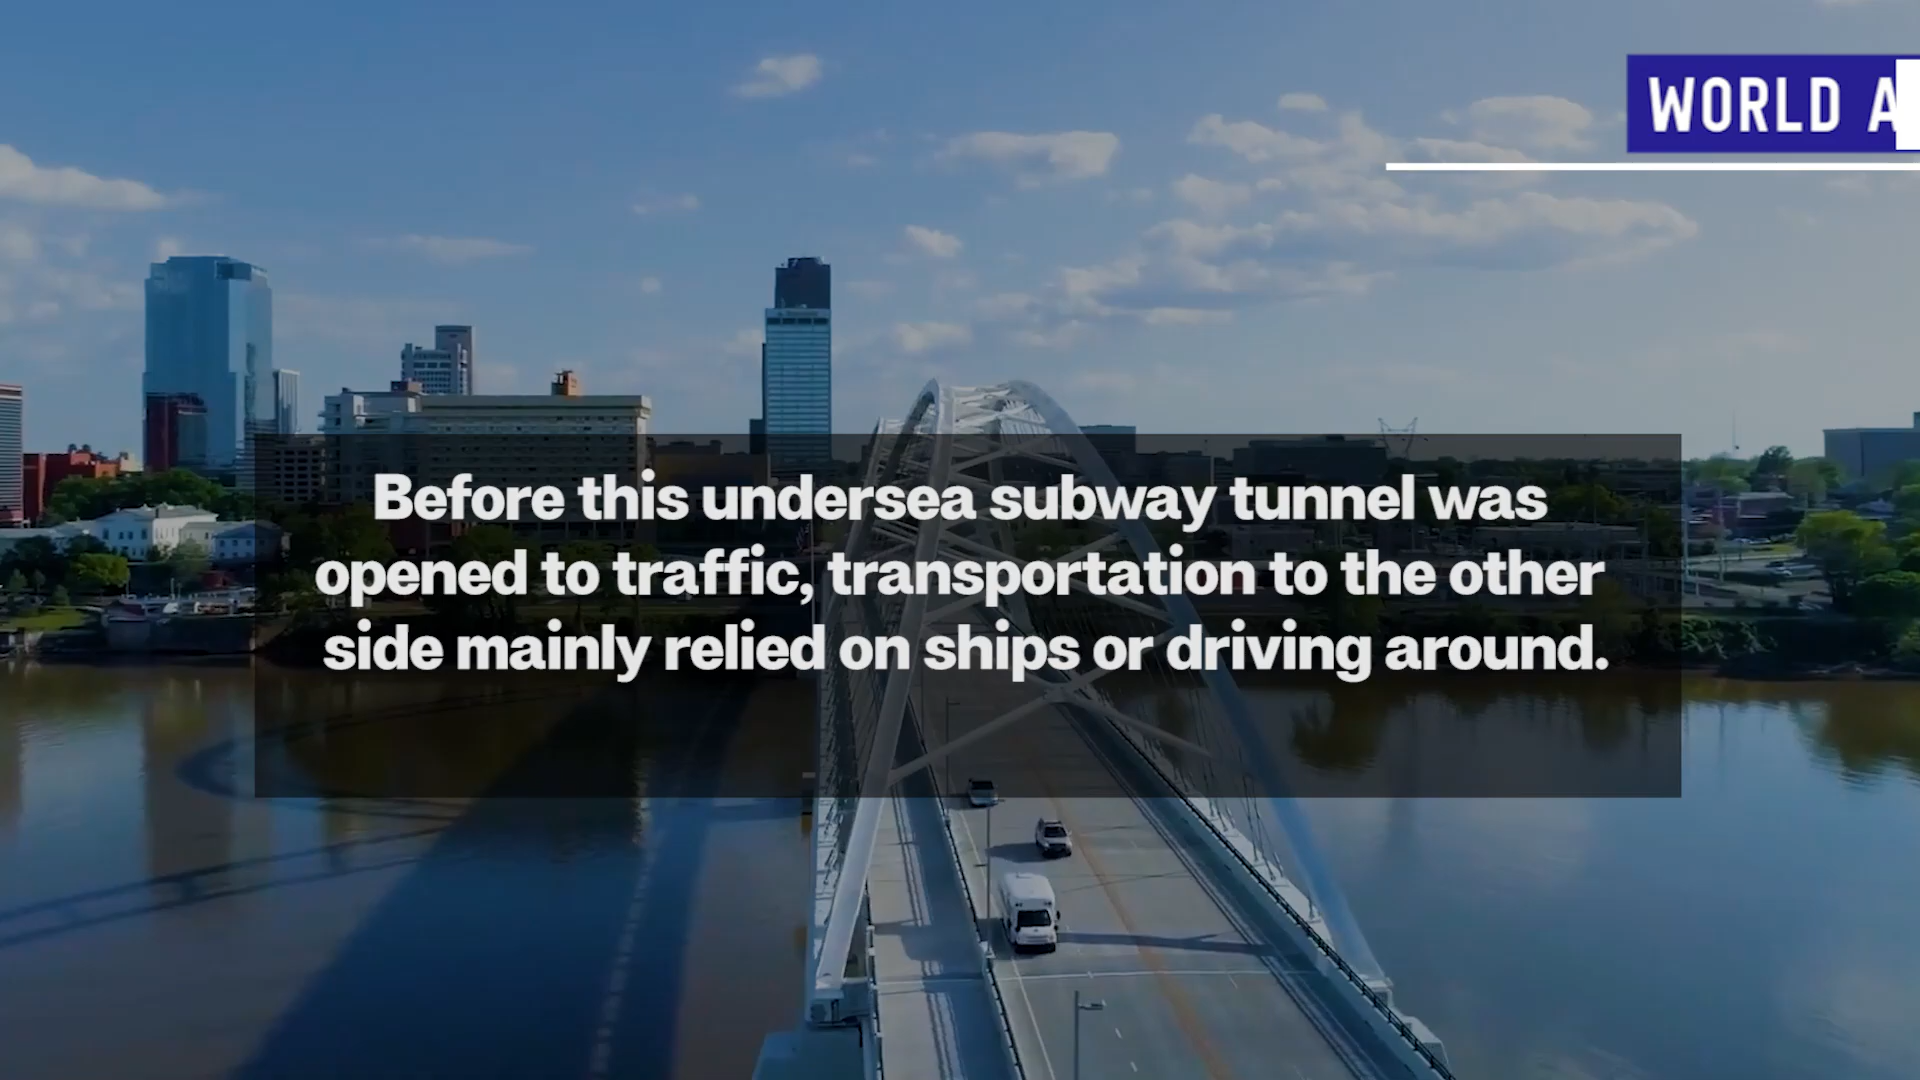 WORLD A
Before this undersea subway tunnel was
opened to traffic, transportation to the other
side mainly relied on ships or driving around.